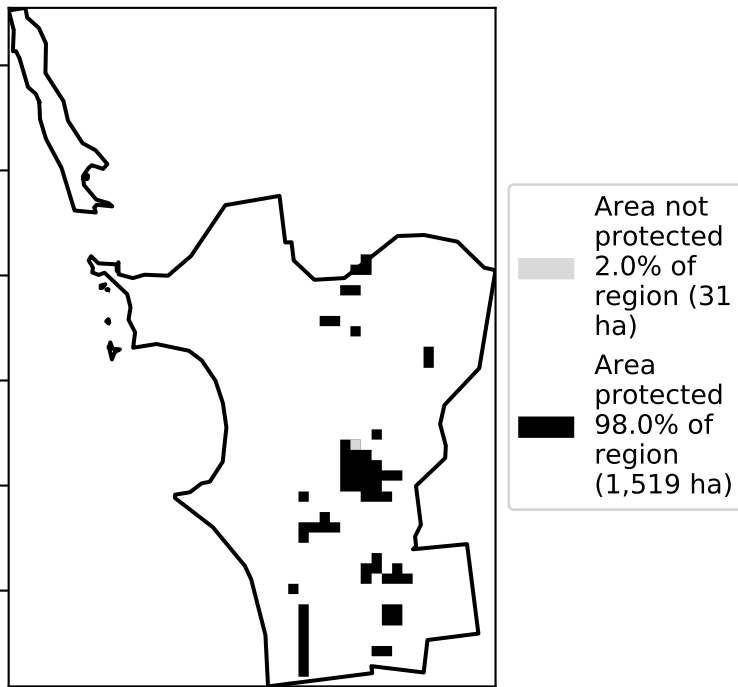 Area not
protected
2.0% of
region (31
ha)
Area
protected
98.0% of
region
(1,519 ha)